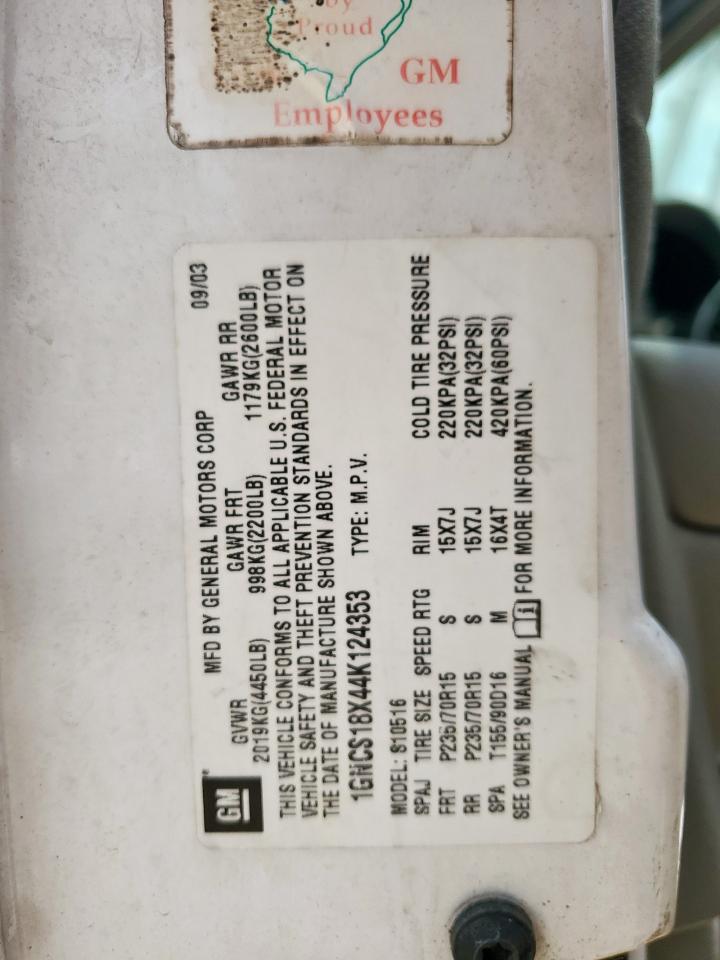 by
Proud
GM
Employees
MFD BY GENERAL MOTORS CORP 09/03
GVWR GAWR FRT GAWR RR
2019KG(4450LB) 998KG(2200LB) 1179KG(2600LB)
GM
THIS VEHICLE CONFORMS TO ALL APPLICABLE U.S. FEDERAL MOTOR
VEHICLE SAFETY AND THEFT PREVENTION STANDARDS IN EFFECT ON
THE DATE OF MANUFACTURE SHOWN ABOVE.
1GNCS18X44K124353 TYPE: M.P.V.
MODEL: S10516
SPAJ TIRE SIZE SPEED RTG RIM COLD TIRE PRESSURE
FRT P235/70R15 S 15X7J 220KPA(32PSI)
RR P235/70R15 S 15X7J 220KPA(32PSI)
SPA T155/90D16 M 16X4T 420KPA(60PSI)
SEE OWNER'S MANUAL FOR MORE INFORMATION.